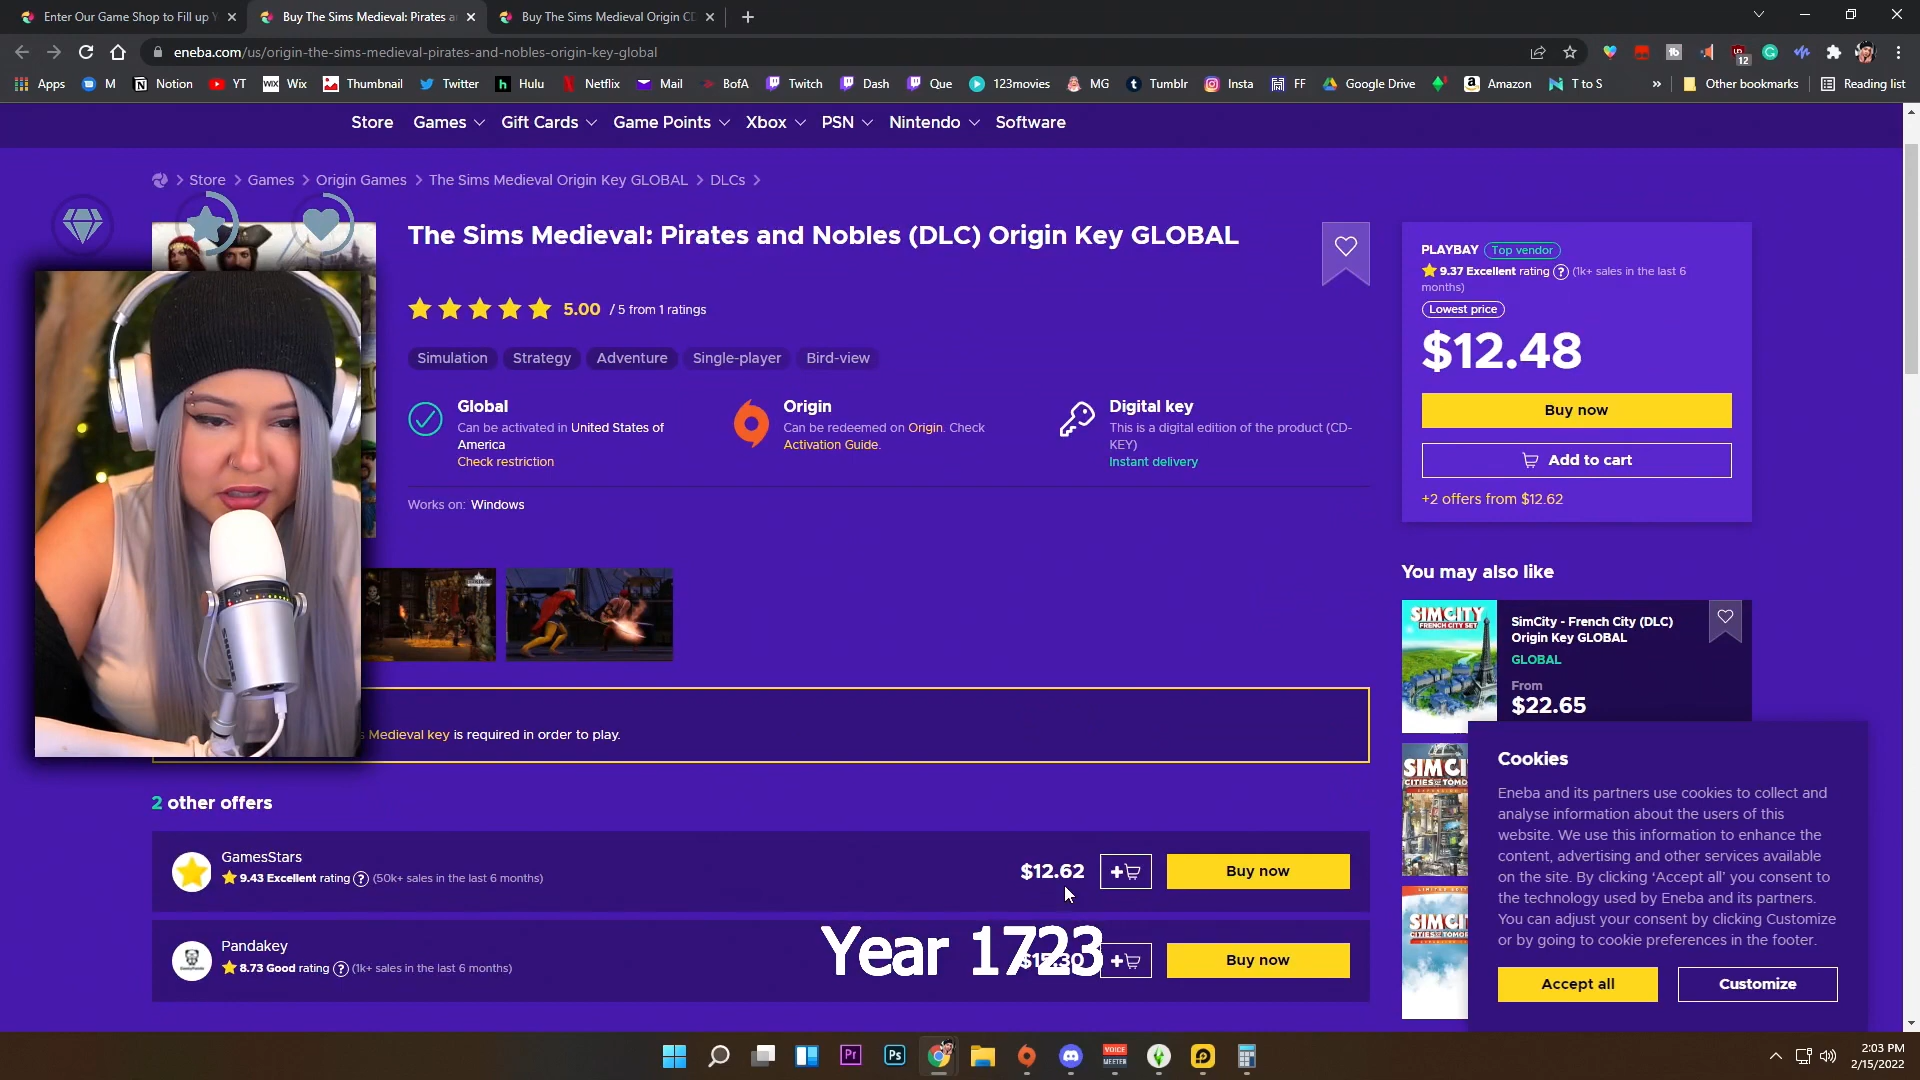 Enter Our Game Shop to Fill up Y
Buy The Sims Medieval: Pirates a
Buy The Sims Medieval Origin CD
eneba.com/us/origin-the-sims-medieval-pirates-and-nobles-origin-key-global
12
Apps M Notion YT Wix Thumbnail Twitter Hulu Netflix Mail BofA Twitch Dash Que 123movies MG Tumblr Insta FF Google Drive Amazon T to S » Other bookmarks Reading list
Store Games Gift Cards Game Points Xbox PSN Nintendo Software
Store > Games > Origin Games > The Sims Medieval Origin Key GLOBAL > DLCs >
The Sims Medieval: Pirates and Nobles (DLC) Origin Key GLOBAL
5.00 / 5 from 1 ratings
Simulation Strategy Adventure Single-player Bird-view
Global
Can be activated in United States of
America
Check restriction
Origin
Can be redeemed on Origin. Check
Activation Guide.
Digital key
This is a digital edition of the product (CD-
KEY)
Instant delivery
Works on: Windows
PLAYBAY Top vendor
9.37 Excellent rating ? (1k+ sales in the last 6
months)
Lowest price
$12.48
Buy now
Add to cart
+2 offers from $12.62
You may also like
SIMCITY
FRENCH CITY SET
SimCity - French City (DLC)
Origin Key GLOBAL
GLOBAL
From
$22.65
Medieval key is required in order to play.
2 other offers
GamesStars
9.43 Excellent rating ? (50k+ sales in the last 6 months)
$12.62
Buy now
Pandakey
8.73 Good rating ? (1k+ sales in the last 6 months)
Buy now
Year 1723
SIMCI
SIMCI
Cookies
Eneba and its partners use cookies to collect and
analyse information about the users of this
website. We use this information to enhance the
content, advertising and other services available
on the site. By clicking ‘Accept all’ you consent to
the technology used by Eneba and its partners.
You can adjust your consent by clicking Customize
or by going to cookie preferences in the footer.
Accept all
Customize
Pr
Ps
VOICE
MEETER
2:03 PM
2/15/2022